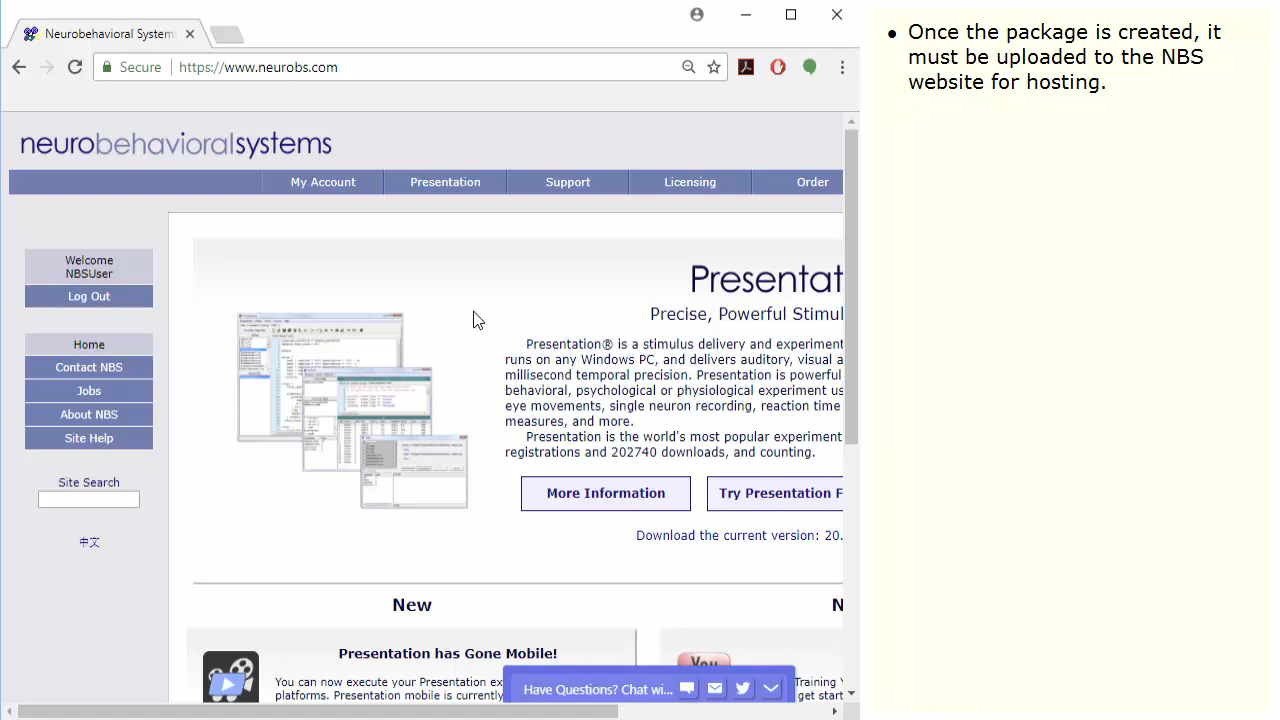 Neurobehavioral System
Secure
https://www.neurobs.com
neurobehavioralsystems
My Account
Presentation
Support
Licensing
Order
Welcome
NBSUser
Log Out
Home
Contact NBS
Jobs
About NBS
Site Help
Site Search
中文
Presentat
Precise, Powerful Stimul
Presentation® is a stimulus delivery and experiment
runs on any Windows PC, and delivers auditory, visual a
millisecond temporal precision. Presentation is powerful
behavioral, psychological or physiological experiment us
eye movements, single neuron recording, reaction time
measures, and more.
Presentation is the world's most popular experiment
registrations and 202740 downloads, and counting.
More Information
Try Presentation F
Download the current version: 20.
New
N
Presentation has Gone Mobile!
You can now execute your Presentation ex
platforms. Presentation mobile is currently
You
Training Y
get start
Have Questions? Chat wi...
• Once the package is created, it
must be uploaded to the NBS
website for hosting.